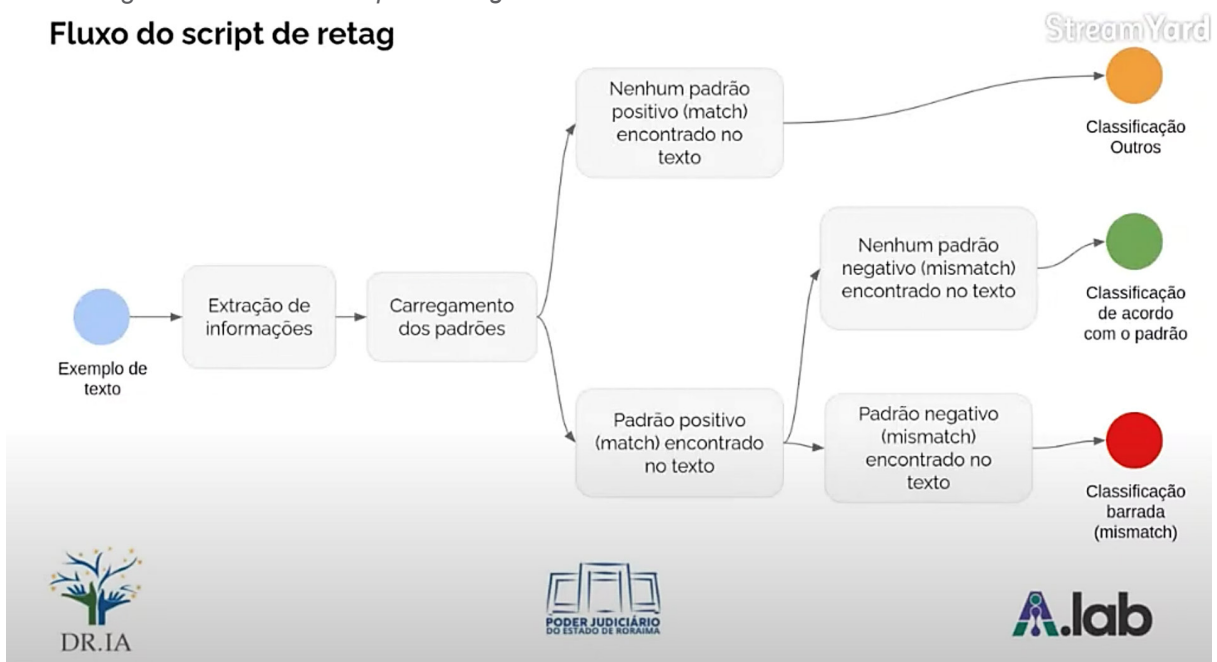 Fluxo do script de retag
StreamYard
Nenhum padrão
positivo (match)
encontrado no
texto
Classificação
Outros
Nenhum padrão
negativo (mismatch)
encontrado no texto
Classificação
de acordo
com o padrão
Extração de
informações
Carregamento
dos padrões
Exemplo de
texto
Padrão positivo
(match) encontrado
no texto
Padrão negativo
(mismatch)
encontrado no
texto
Classificação
barrada
(mismatch)
DR.IA
PODER JUDICIÁRIO
DO ESTADO DE RORAIMA
A.lab